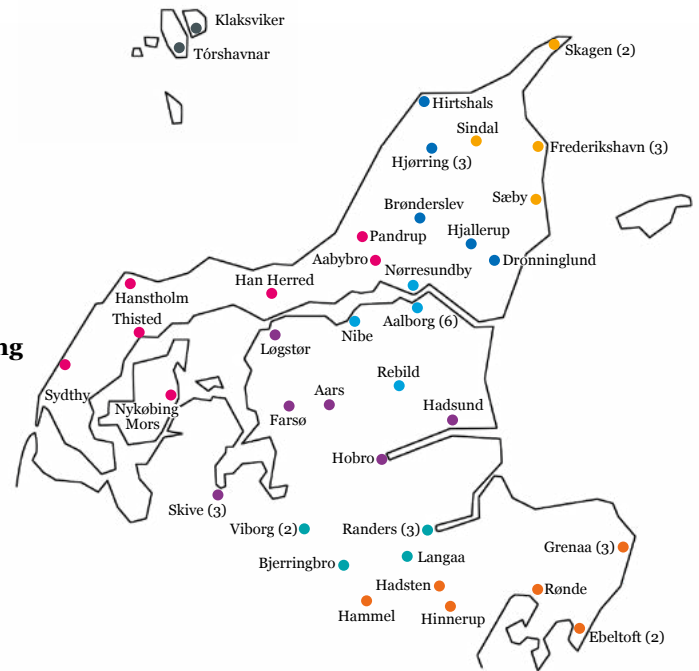 Klaksviker
Tórshavnar
Skagen (2)
Hirtshals
Sindal
Frederikshavn (3)
Hjørring (3)
Sæby
Brønderslev
Hjallerup
Pandrup
Dronninglund
Aabybro
Nørresundby
Han Herred
Hanstholm
Thisted
Aalborg (6)
Nibe
Løgstør
ng
Sydthy
Rebild
Aars
Nykøbing
Mors
Farsø
Hadsund
Hobro
Skive (3)
Viborg (2)
Randers (3)
Grenaa (3)
Langaa
Bjerringbro
Hadsten
Rønde
Hammel
Hinnerup
Ebeltoft (2)